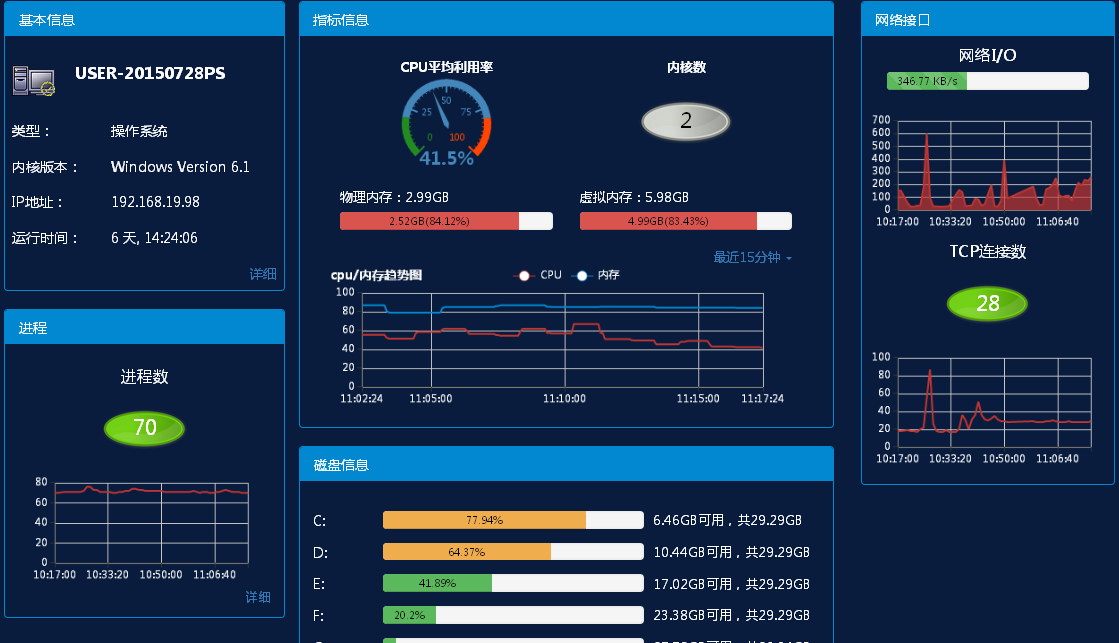 基本信息
USER-20150728PS
类型：	操作系统
内核版本：	Windows Version 6.1
IP地址：	192.168.19.98
运行时间：	6 天, 14:24:06
详细
进程
进程数
70
80
60
40
20
0
10:17:00 10:33:20 10:50:00 11:06:40
详细
指标信息
CPU平均利用率
25 50 75
0 100
41.5%
内核数
2
物理内存：2.99GB
2.52GB(84.12%)
虚拟内存：5.98GB
4.99GB(83.43%)
最近15分钟
cpu/内存趋势图
CPU 内存
100
80
60
40
20
0
11:02:24 11:05:00 11:10:00 11:15:00 11:17:24
磁盘信息
C: 77.94% 6.46GB可用，共29.29GB
D: 64.37% 10.44GB可用，共29.29GB
E: 41.89% 17.02GB可用，共29.29GB
F: 20.2% 23.38GB可用，共29.29GB
网络接口
网络I/O
346.77 KB/s
700
600
500
400
300
200
100
0
10:17:00 10:33:20 10:50:00 11:06:40
TCP连接数
28
100
80
60
40
20
0
10:17:00 10:33:20 10:50:00 11:06:40